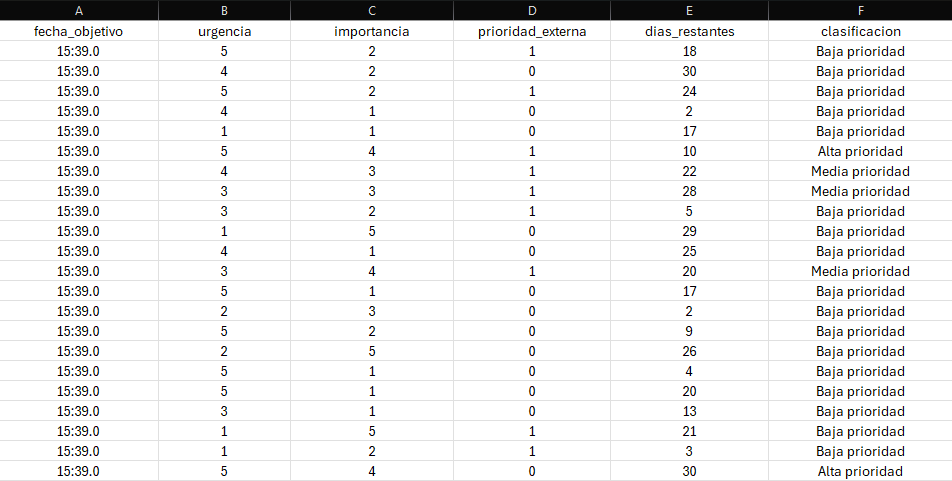 A B C D E F
fecha_objetivo urgencia importancia prioridad_externa dias_restantes clasificacion
15:39.0 5 2 1 18 Baja prioridad
15:39.0 4 2 0 30 Baja prioridad
15:39.0 5 2 1 24 Baja prioridad
15:39.0 4 1 0 2 Baja prioridad
15:39.0 1 1 0 17 Baja prioridad
15:39.0 5 4 1 10 Alta prioridad
15:39.0 4 3 1 22 Media prioridad
15:39.0 3 3 1 28 Media prioridad
15:39.0 3 2 1 5 Baja prioridad
15:39.0 1 5 0 29 Baja prioridad
15:39.0 4 1 0 25 Baja prioridad
15:39.0 3 4 1 20 Media prioridad
15:39.0 5 1 0 17 Baja prioridad
15:39.0 2 3 0 2 Baja prioridad
15:39.0 5 2 0 9 Baja prioridad
15:39.0 2 5 0 26 Baja prioridad
15:39.0 5 1 0 4 Baja prioridad
15:39.0 5 1 0 20 Baja prioridad
15:39.0 3 1 0 13 Baja prioridad
15:39.0 1 5 1 21 Baja prioridad
15:39.0 1 2 1 3 Baja prioridad
15:39.0 5 4 0 30 Alta prioridad